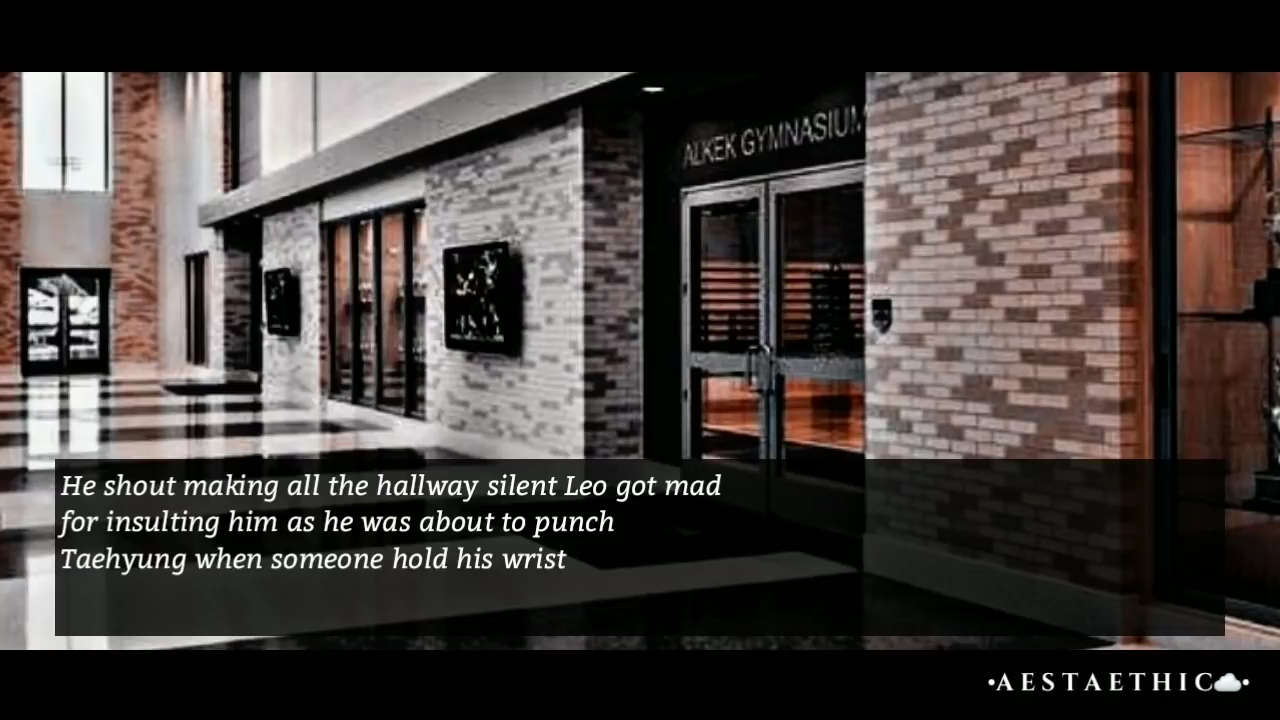 ALKEK GYMNASIUM
He shout making all the hallway silent Leo got mad
for insulting him as he was about to punch
Taehyung when someone hold his wrist
•AESTAETHIC☁•